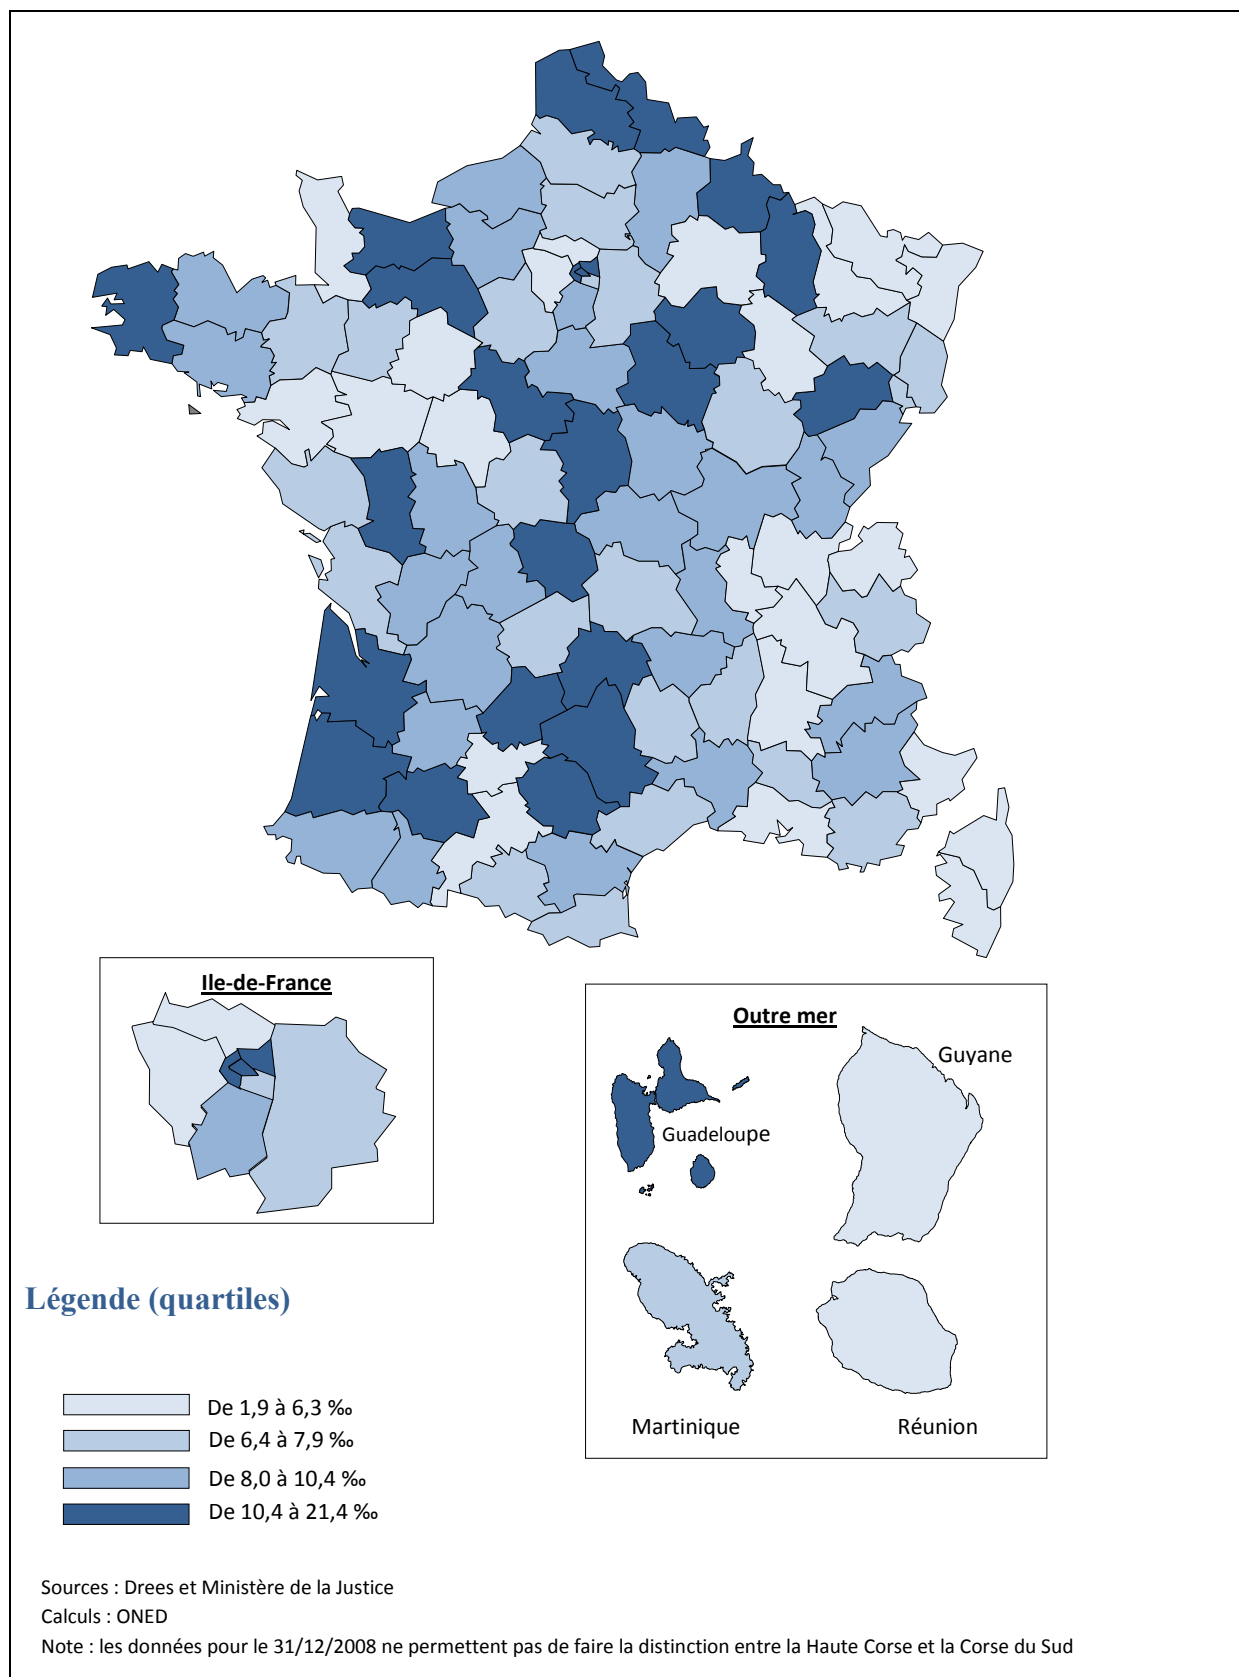 Ile-de-France
Outre mer
Guyane
Guadeloupe
Martinique
Réunion
Légende (quartiles)
De 1,9 à 6,3 ‰
De 6,4 à 7,9 ‰
De 8,0 à 10,4 ‰
De 10,4 à 21,4 ‰
Sources : Drees et Ministère de la Justice
Calculs : ONED
Note : les données pour le 31/12/2008 ne permettent pas de faire la distinction entre la Haute Corse et la Corse du Sud